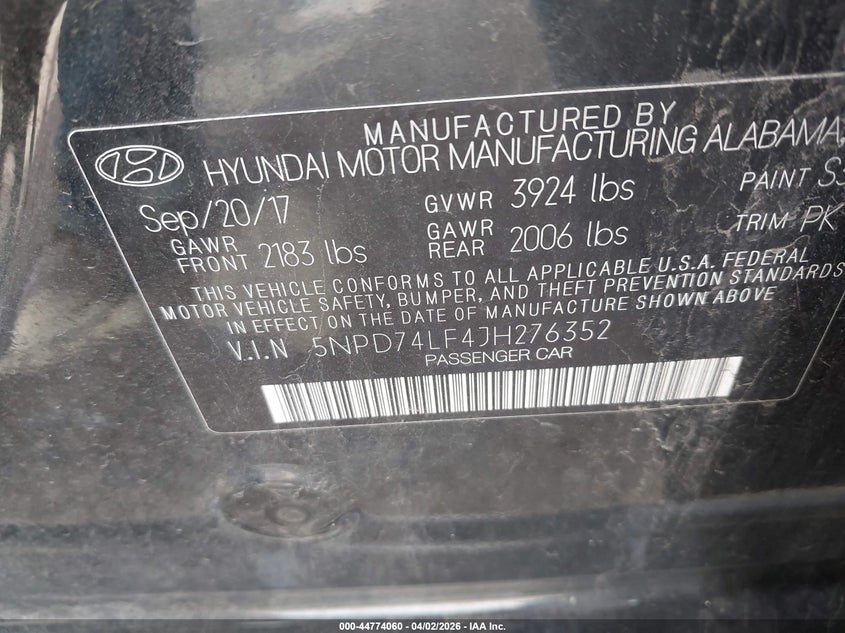 MANUFACTURED BY
HYUNDAI MOTOR MANUFACTURING ALABAMA,
Sep/20/17 GVWR 3924 lbs PAINT
GAWR FRONT 2183 lbs GAWR REAR 2006 lbs TRIM PK
THIS VEHICLE CONFORMS TO ALL APPLICABLE U.S.A. FEDERAL
MOTOR VEHICLE SAFETY, BUMPER, AND THEFT PREVENTION STANDARDS
IN EFFECT ON THE DATE OF MANUFACTURE SHOWN ABOVE
V.I.N 5NPD74LF4JH276352
PASSENGER CAR
000-44774060 04/02/2026 - IAA Inc.